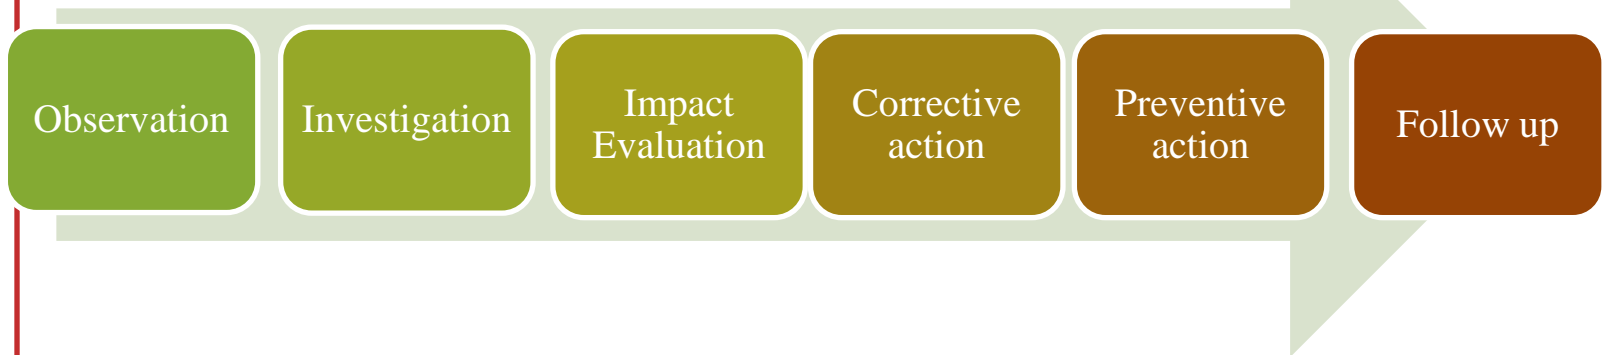 Observation
Investigation
Impact
Evaluation
Corrective
action
Preventive
action
Follow up